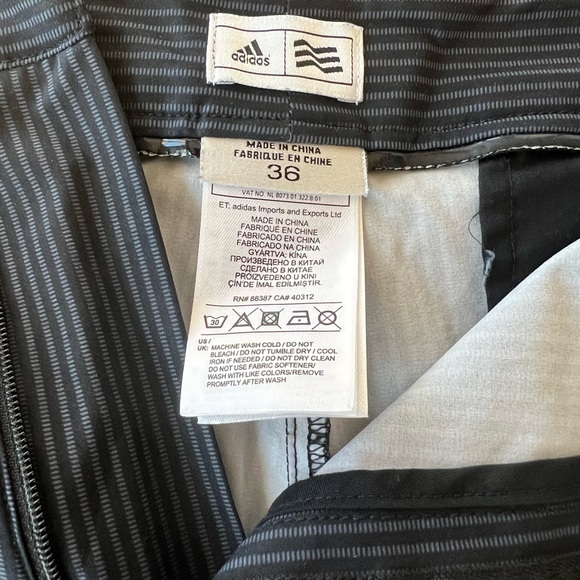 adidas
MADE IN CHINA
FABRIQUE EN CHINE
36
VAT NO. NL 8073.01.322.B.01
ET: adidas Imports and Exports Ltd
MADE IN CHINA
FABRIQUÉ EN CHINE
FABRICADO EN CHINA
FABRICADO NA CHINA
GYÁRTVA: KÍNA
ПРОИЗВЕДЕНО В КИТАЙ
СДЕЛАНО В КИТАЕ
PROIZVEDENO U KINI
ÇİN'DE İMAL EDİLMİŞTİR.
RN# 88387 CA# 40312
30
US /
UK: MACHINE WASH COLD / DO NOT
BLEACH / DO NOT TUMBLE DRY / COOL
IRON IF NEEDED / DO NOT DRY CLEAN
DO NOT USE FABRIC SOFTENER/
WASH WITH LIKE COLORS/REMOVE
PROMPTLY AFTER WASH